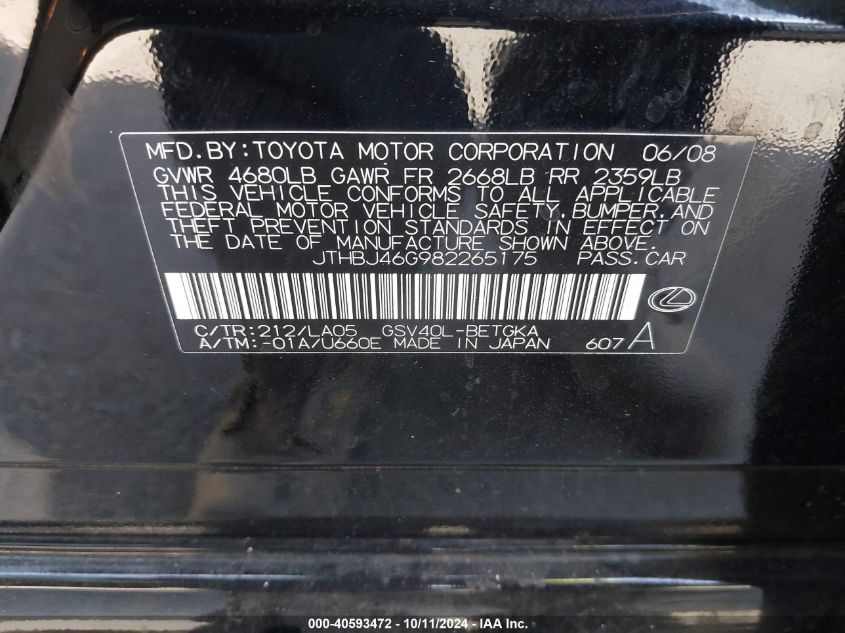 MFD.BY:TOYOTA MOTOR CORPORATION 06/08
GVWR 4680LB GAWR FR 2668LB RR 2359LB
THIS VEHICLE CONFORMS TO ALL APPLICABLE
FEDERAL MOTOR VEHICLE SAFETY,BUMPER,AND
THEFT PREVENTION STANDARDS IN EFFECT ON
THE DATE OF MANUFACTURE SHOWN ABOVE.
JTHBJ46G982265175 PASS.CAR
C/TR:212/LA05 GSV40L-BETGKA
A/TM:-01A/U660E MADE IN JAPAN 607A
000-40593472 - 10/11/2024 - IAA Inc.